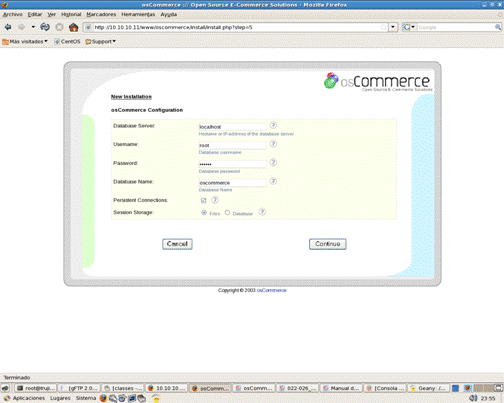 osCommerce :: Open Source E-Commerce Solutions - Mozilla Firefox
Archivo Editar Ver Historial Marcadores Herramientas Ayuda
http://10.10.10.11/www/oscommerce/install/install.php?step=5
Google
Más visitados CentOS Support
osCommerce
Open Source E-Commerce Solutions
New Installation
osCommerce Configuration
Database Server: localhost
Hostname or IP-address of the database server
Username: root
Database username
Password: ******
Database password
Database Name: oscommerce
Database Name
Persistent Connections:
Session Storage: Files Database
Cancel Continue
Copyright © 2003 osCommerce
Terminado
root@truji... [gFTP 2.0... [classes -... 10.10.10... osComm... osComm... 022-026_... Manual d... [Consola ... Geany: /...
Aplicaciones Lugares Sistema 23:55